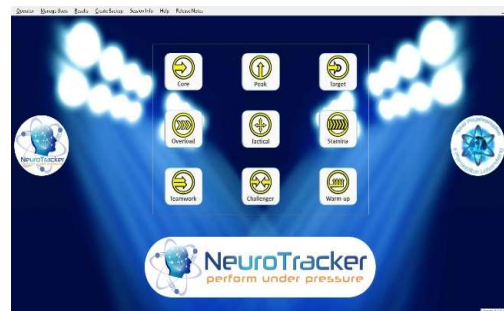 Operator Manage Users Results Create Backup Session Info Help Release Notes
Core Peak Target
Overload Tactical Stamina
NeuroTracker
Teamwork Challenger Warm-up
NeuroTracker
perform under pressure